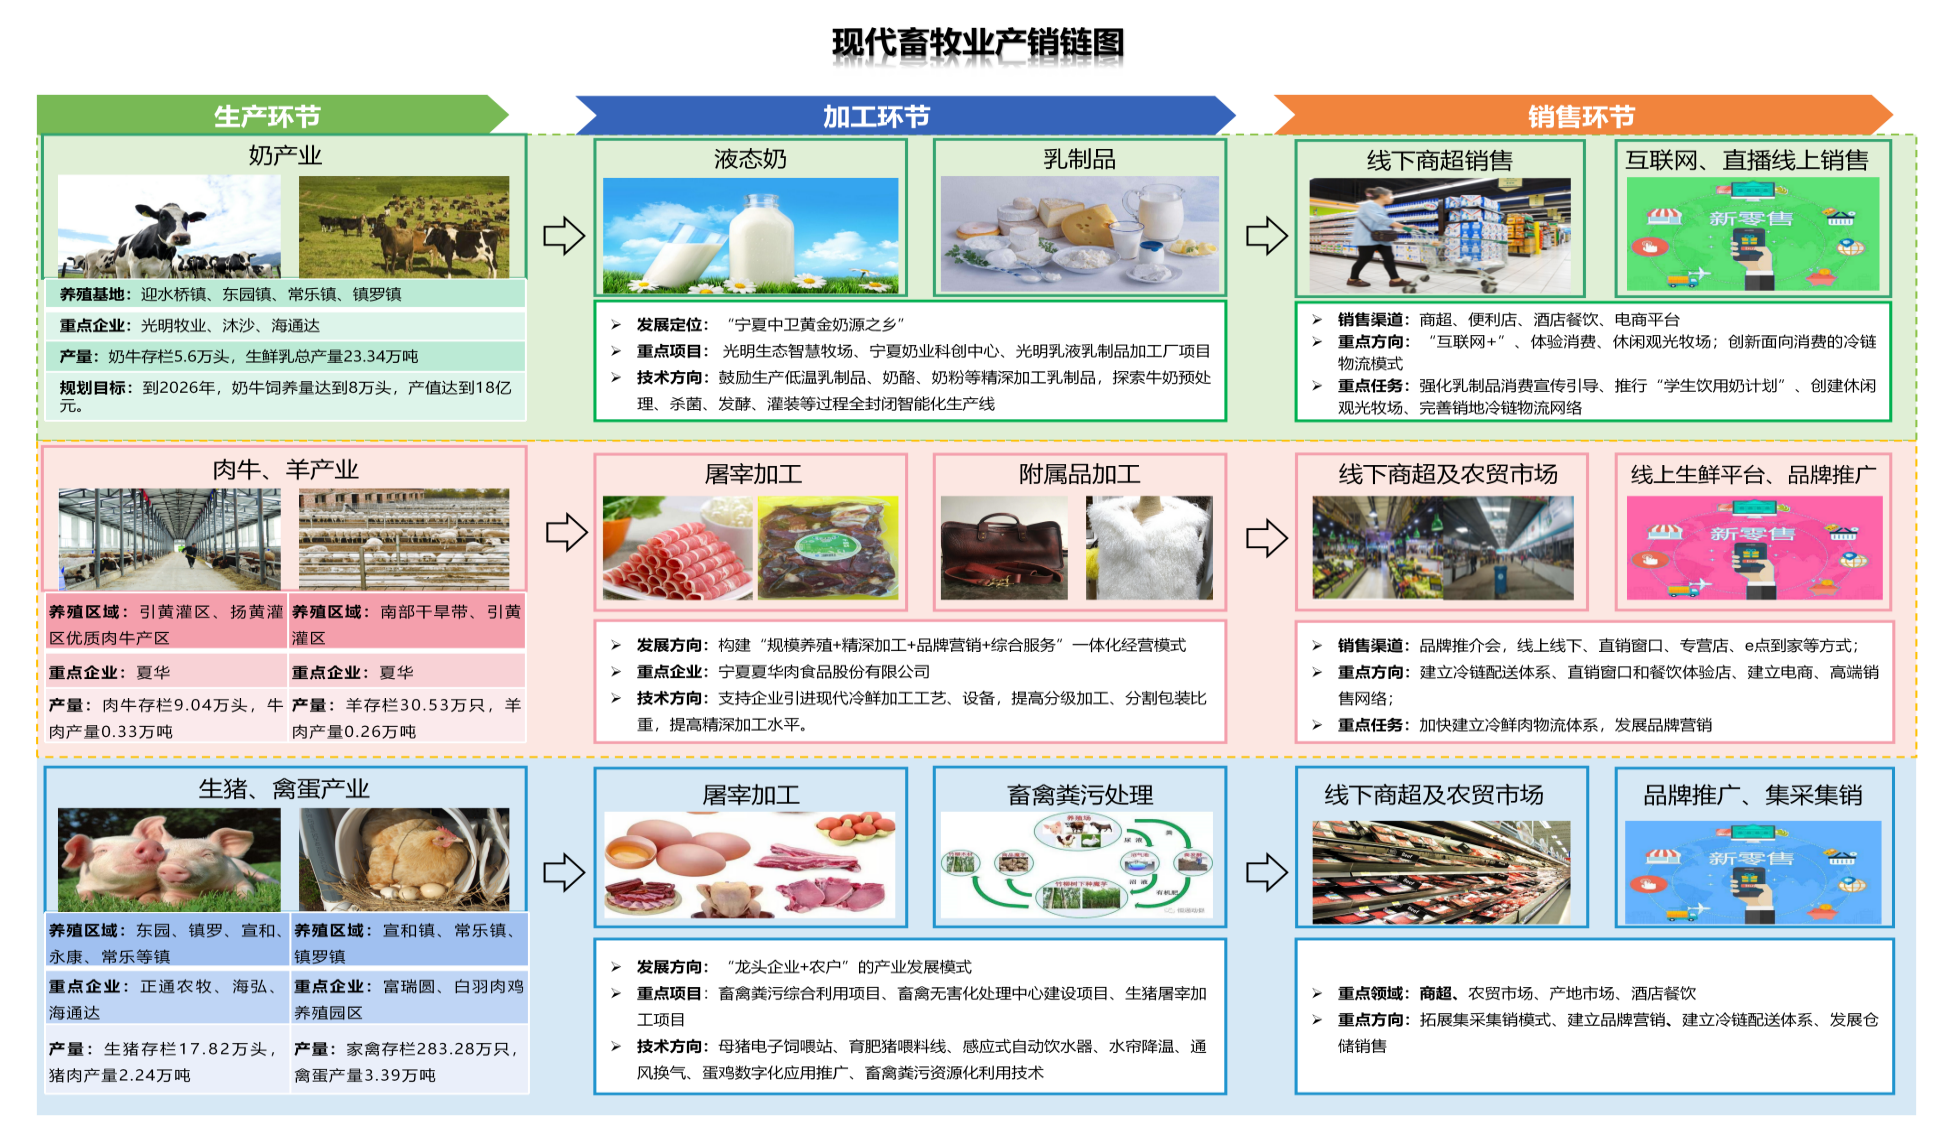 现代畜牧业产销链图
生产环节
加工环节
销售环节
奶产业
养殖基地：迎水桥镇、东园镇、常乐镇、镇罗镇
重点企业：光明牧业、沐沙、海通达
产量：奶牛存栏5.6万头，生鲜乳总产量23.34万吨
规划目标：到2026年，奶牛饲养量达到8万头，产值达到18亿
元。
液态奶
乳制品
➢ 发展定位：“宁夏中卫黄金奶源之乡”
➢ 重点项目： 光明生态智慧牧场、宁夏奶业科创中心、光明乳液乳制品加工厂项目
➢ 技术方向：鼓励生产低温乳制品、奶酪、奶粉等精深加工乳制品，探索牛奶预处
理、杀菌、发酵、灌装等过程全封闭智能化生产线
线下商超销售
互联网、直播线上销售
新零售
➢ 销售渠道：商超、便利店、酒店餐饮、电商平台
➢ 重点方向：“互联网+”、体验消费、休闲观光牧场；创新面向消费的冷链
物流模式
➢ 重点任务：强化乳制品消费宣传引导、推行“学生饮用奶计划”、创建休闲
观光牧场、完善销地冷链物流网络
肉牛、羊产业
养殖区域：引黄灌区、扬黄灌
区优质肉牛产区
养殖区域：南部干旱带、引黄
灌区
重点企业：夏华
重点企业：夏华
产量：肉牛存栏9.04万头，牛
肉产量0.33万吨
产量：羊存栏30.53万只，羊
肉产量0.26万吨
屠宰加工
附属品加工
➢ 发展方向：构建“规模养殖+精深加工+品牌营销+综合服务”一体化经营模式
➢ 重点企业：宁夏夏华肉食品股份有限公司
➢ 技术方向：支持企业引进现代冷鲜加工工艺、设备，提高分级加工、分割包装比
重，提高精深加工水平。
线下商超及农贸市场
线上生鲜平台、品牌推广
新零售
➢ 销售渠道：品牌推介会，线上线下、直销窗口、专营店、e点到家等方式；
➢ 重点方向：建立冷链配送体系、直销窗口和餐饮体验店、建立电商、高端销
售网络；
➢ 重点任务：加快建立冷鲜肉物流体系，发展品牌营销
生猪、禽蛋产业
养殖区域：东园、镇罗、宣和、
永康、常乐等镇
养殖区域：宣和镇、常乐镇、
镇罗镇
重点企业：正通农牧、海弘、
海通达
重点企业：富瑞圆、白羽肉鸡
养殖园区
产量：生猪存栏17.82万头，
猪肉产量2.24万吨
产量：家禽存栏283.28万只，
禽蛋产量3.39万吨
屠宰加工
畜禽粪污处理
养殖场
粪
尿 液
沼气池
沼 液
有机肥
竹柳树下种魔芋
➢ 发展方向：“龙头企业+农户”的产业发展模式
➢ 重点项目：畜禽粪污综合利用项目、畜禽无害化处理中心建设项目、生猪屠宰加
工项目
➢ 技术方向：母猪电子饲喂站、育肥猪喂料线、感应式自动饮水器、水帘降温、通
风换气、蛋鸡数字化应用推广、畜禽粪污资源化利用技术
线下商超及农贸市场
品牌推广、集采集销
新零售
➢ 重点领域：商超、农贸市场、产地市场、酒店餐饮
➢ 重点方向：拓展集采集销模式、建立品牌营销、建立冷链配送体系、发展仓
储销售